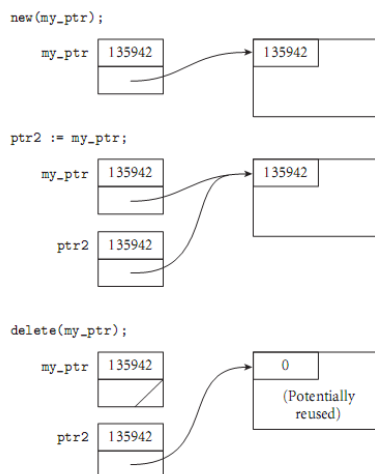 new(my_ptr);
my_ptr 135942 135942
ptr2 := my_ptr;
my_ptr 135942 135942
ptr2 135942
delete(my_ptr);
my_ptr 135942 0
(Potentially
reused)
ptr2 135942